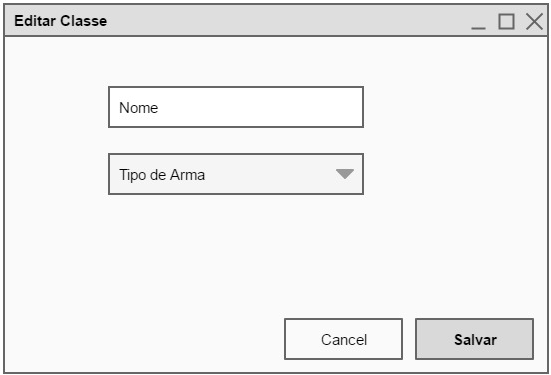 Editar Classe
Nome
Tipo de Arma
Cancel
Salvar